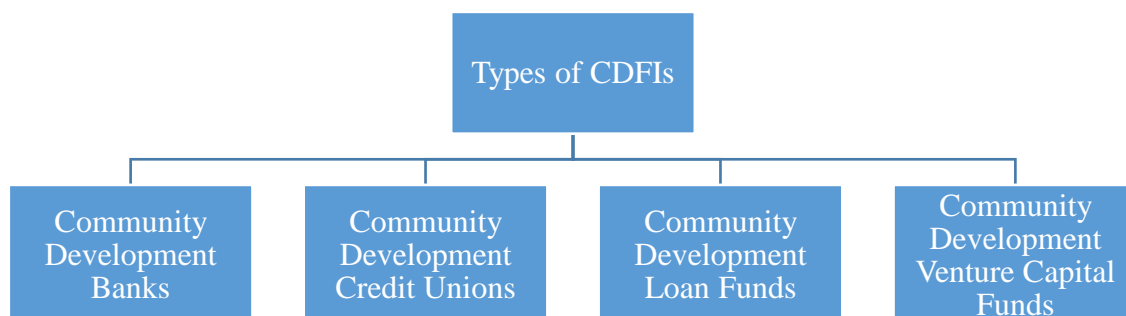 Types of CDFIs
Community
Development
Banks
Community
Development
Credit Unions
Community
Development
Loan Funds
Community
Development
Venture Capital
Funds